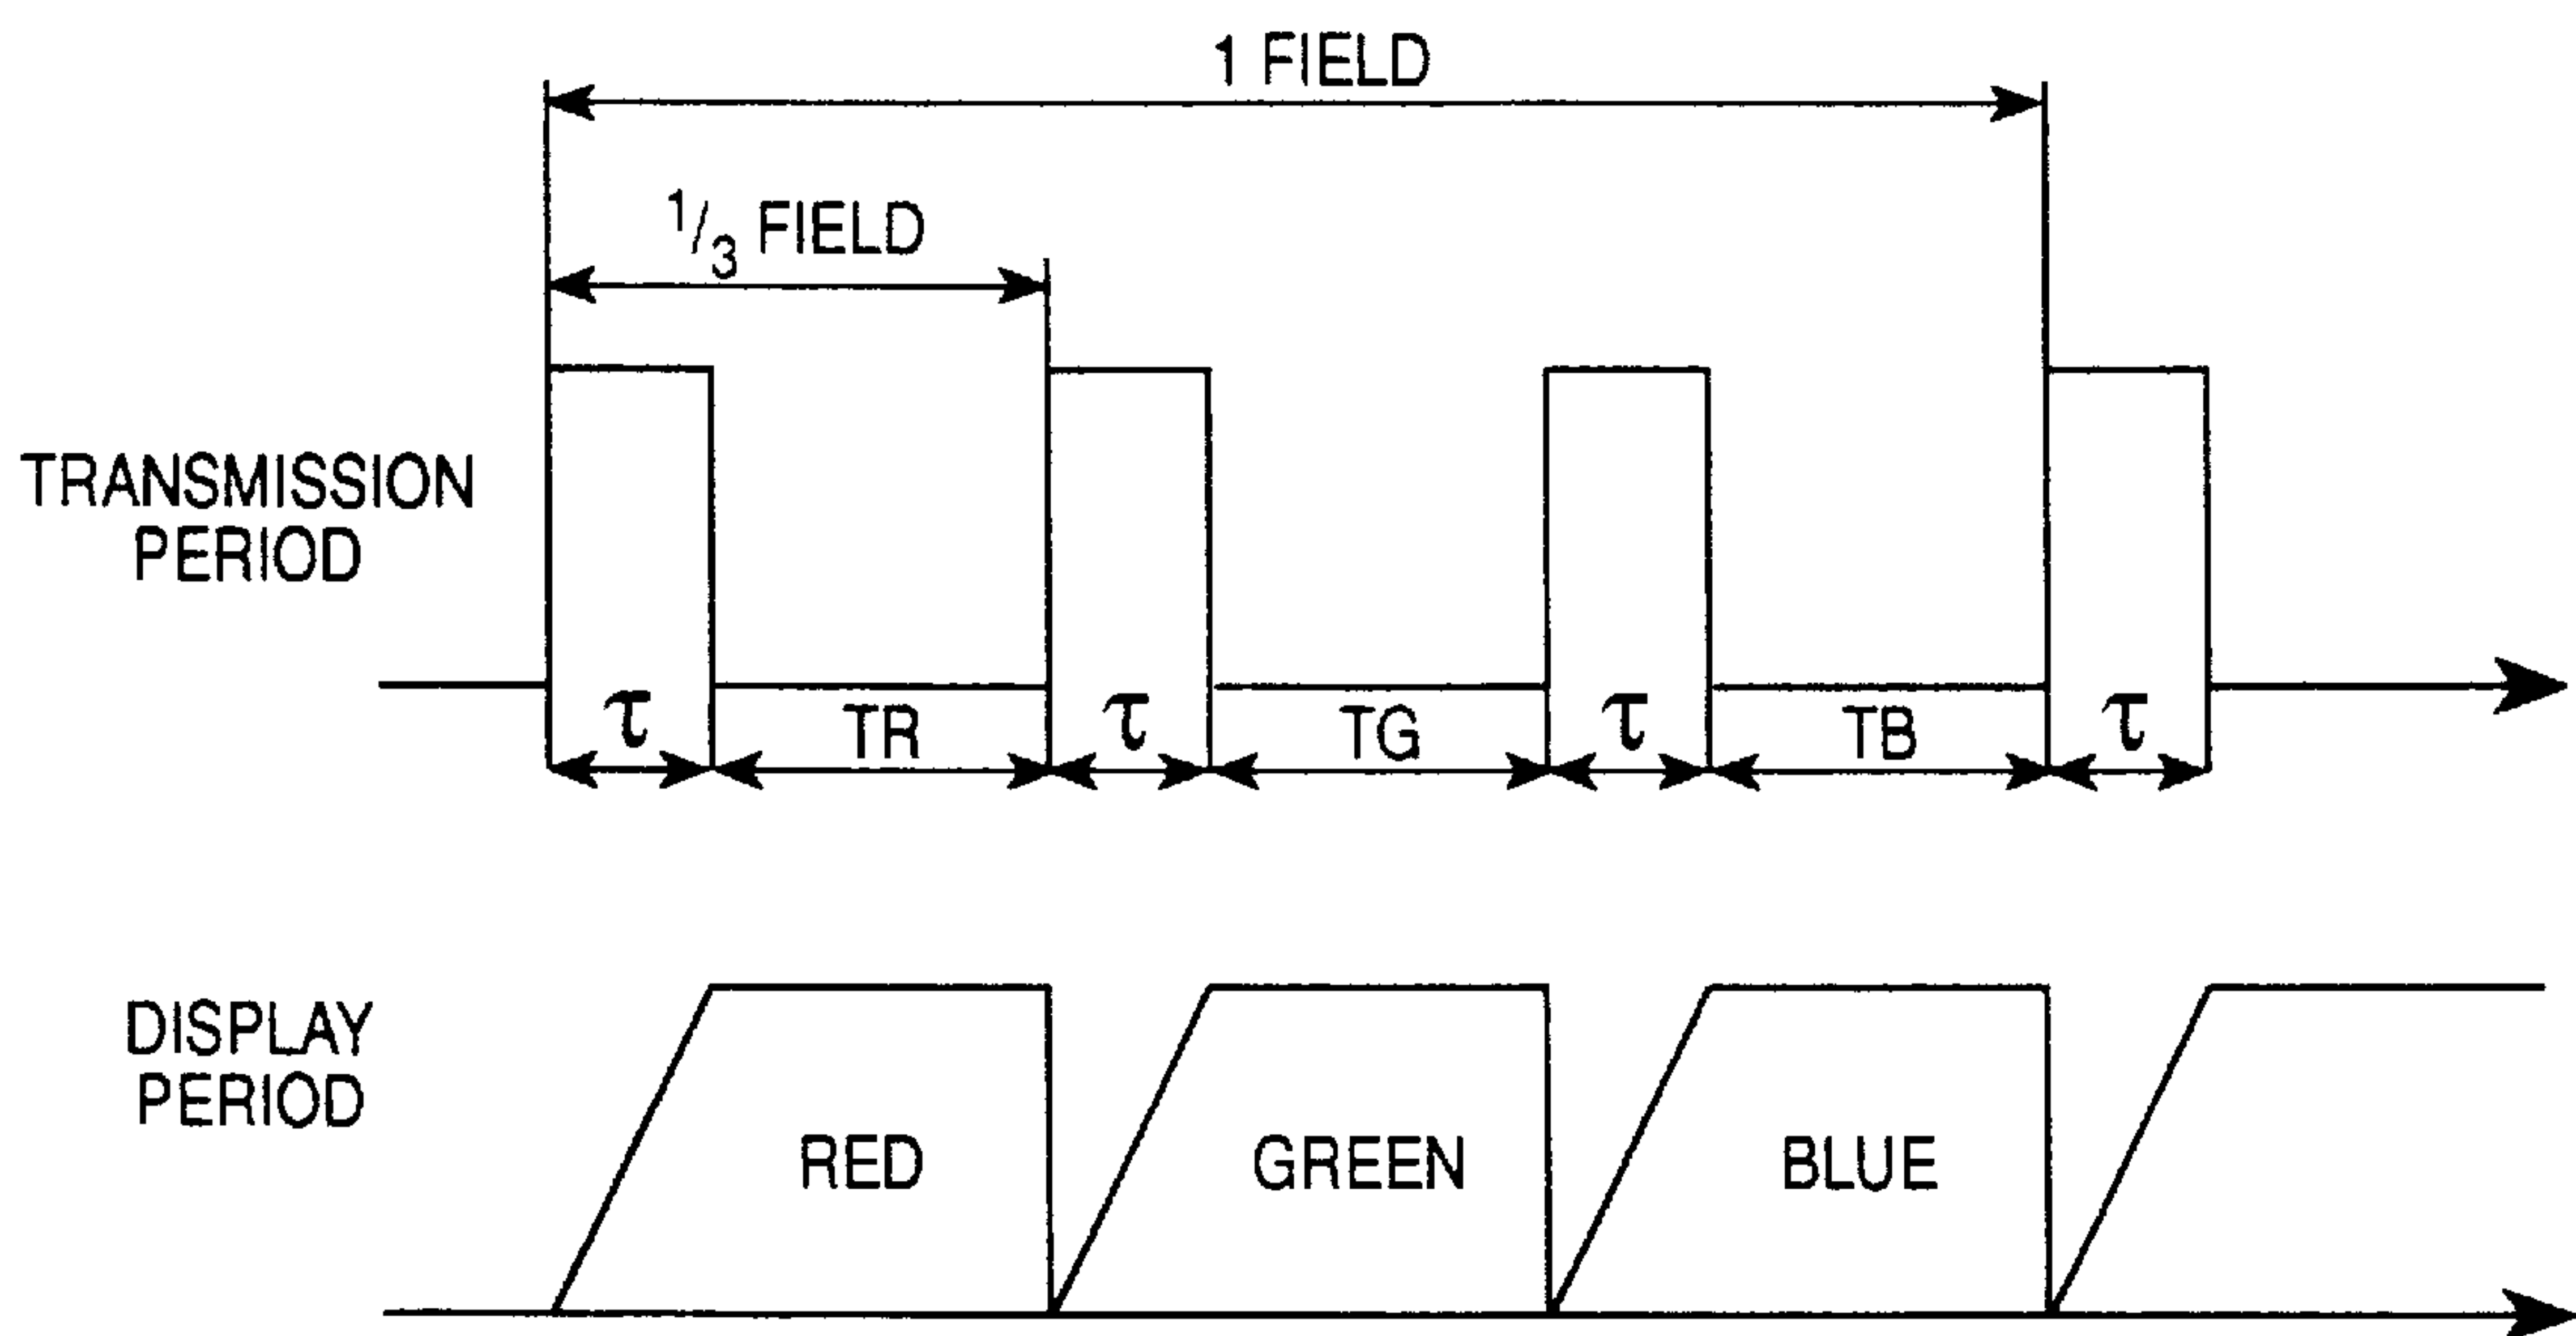 1 FIELD
1/3 FIELD
TRANSMISSION
PERIOD
τ TR τ TG τ TB τ
DISPLAY
PERIOD
RED GREEN BLUE